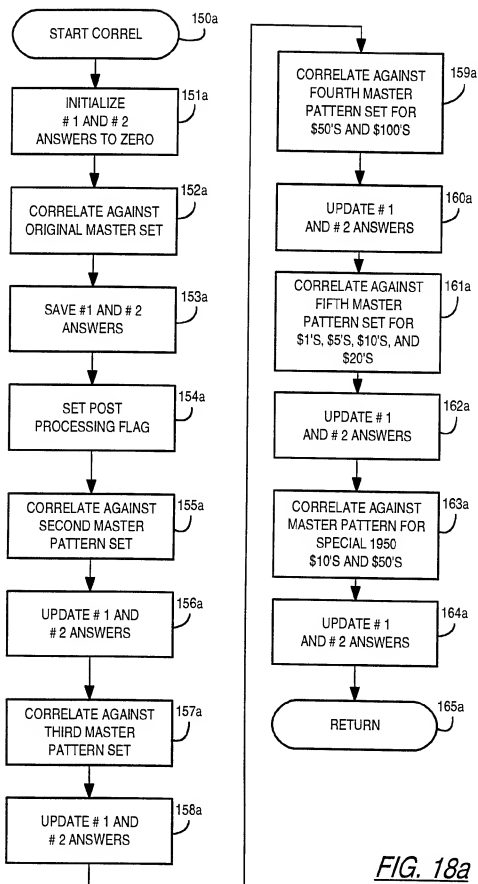 START CORREL
150a
INITIALIZE
# 1 AND # 2
ANSWERS TO ZERO
151a
CORRELATE AGAINST
ORIGINAL MASTER SET
152a
SAVE #1 AND # 2
ANSWERS
153a
SET POST
PROCESSING FLAG
154a
CORRELATE AGAINST
SECOND MASTER
PATTERN SET
155a
UPDATE # 1 AND
# 2 ANSWERS
156a
CORRELATE AGAINST
THIRD MASTER
PATTERN SET
157a
UPDATE # 1 AND
# 2 ANSWERS
158a
CORRELATE AGAINST
FOURTH MASTER
PATTERN SET FOR
$50'S AND $100'S
159a
UPDATE # 1
AND # 2 ANSWERS
160a
CORRELATE AGAINST
FIFTH MASTER
PATTERN SET FOR
$1'S, $5'S, $10'S, AND
$20'S
161a
UPDATE # 1
AND # 2 ANSWERS
162a
CORRELATE AGAINST
MASTER PATTERN FOR
SPECIAL 1950
$10'S AND $50'S
163a
UPDATE # 1
AND # 2 ANSWERS
164a
RETURN
165a
FIG. 18a